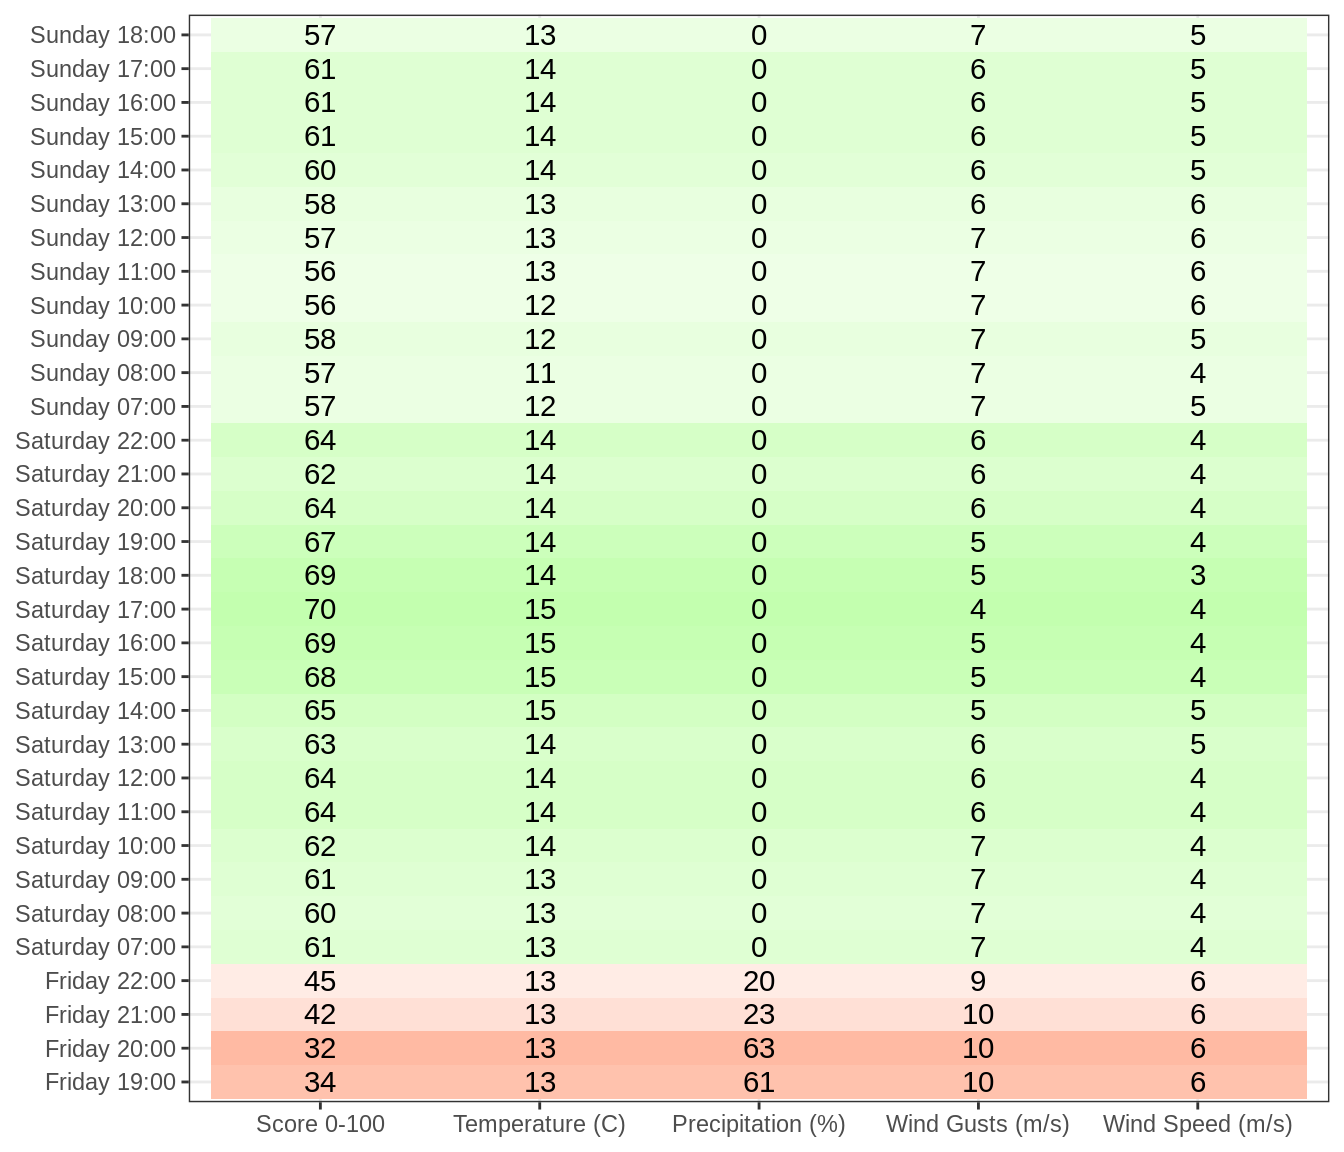 Sunday 18:00 57 13 0 7 5
Sunday 17:00 61 14 0 6 5
Sunday 16:00 61 14 0 6 5
Sunday 15:00 61 14 0 6 5
Sunday 14:00 60 14 0 6 5
Sunday 13:00 58 13 0 6 6
Sunday 12:00 57 13 0 7 6
Sunday 11:00 56 13 0 7 6
Sunday 10:00 56 12 0 7 6
Sunday 09:00 58 12 0 7 5
Sunday 08:00 57 11 0 7 4
Sunday 07:00 57 12 0 7 5
Saturday 22:00 64 14 0 6 4
Saturday 21:00 62 14 0 6 4
Saturday 20:00 64 14 0 6 4
Saturday 19:00 67 14 0 5 4
Saturday 18:00 69 14 0 5 3
Saturday 17:00 70 15 0 4 4
Saturday 16:00 69 15 0 5 4
Saturday 15:00 68 15 0 5 4
Saturday 14:00 65 15 0 5 5
Saturday 13:00 63 14 0 6 5
Saturday 12:00 64 14 0 6 4
Saturday 11:00 64 14 0 6 4
Saturday 10:00 62 14 0 7 4
Saturday 09:00 61 13 0 7 4
Saturday 08:00 60 13 0 7 4
Saturday 07:00 61 13 0 7 4
Friday 22:00 45 13 20 9 6
Friday 21:00 42 13 23 10 6
Friday 20:00 32 13 63 10 6
Friday 19:00 34 13 61 10 6
Score 0-100 Temperature (C) Precipitation (%) Wind Gusts (m/s) Wind Speed (m/s)